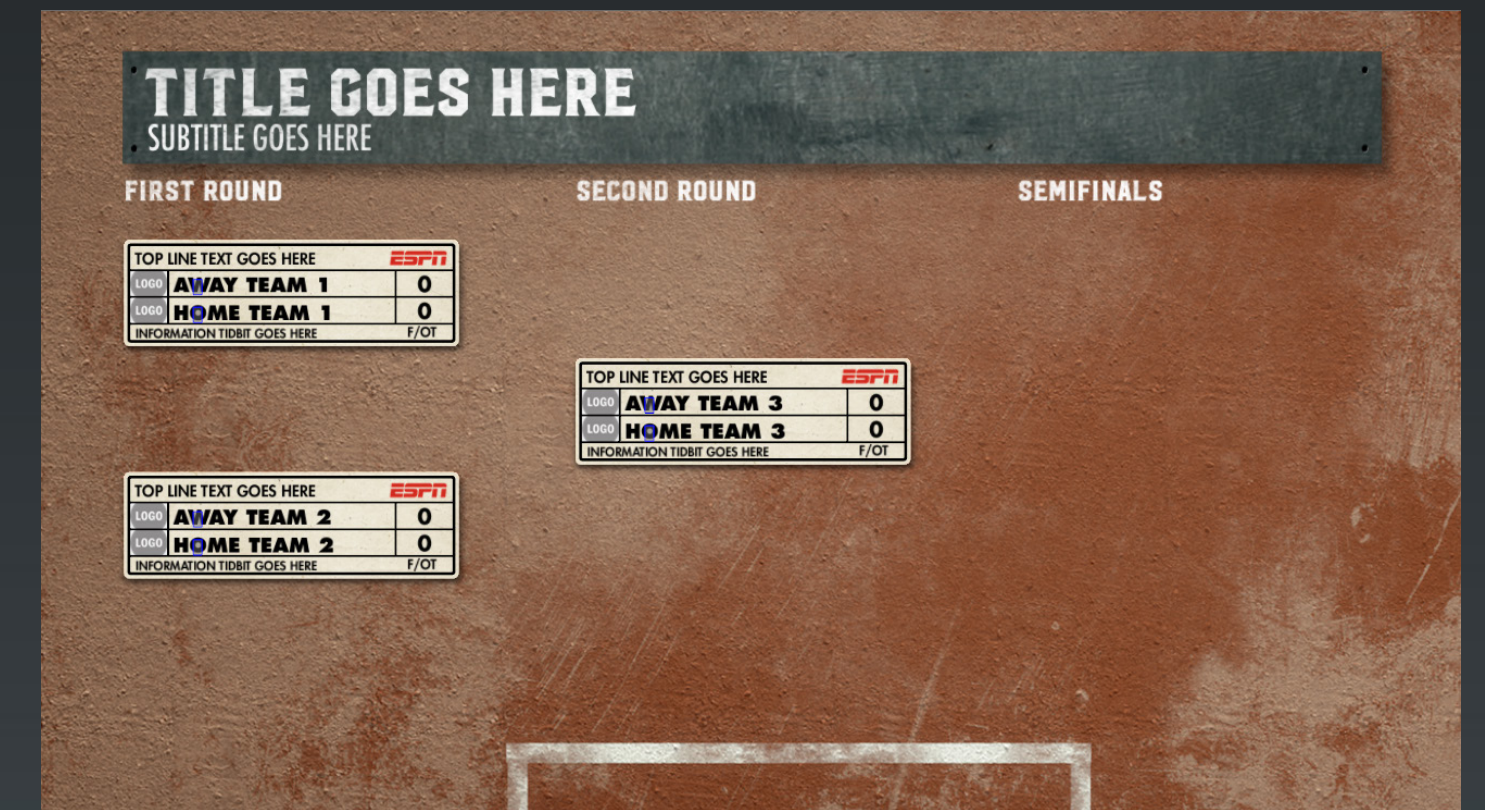 TITLE GOES HERE
SUBTITLE GOES HERE
FIRST ROUND
SECOND ROUND
SEMIFINALS
TOP LINE TEXT GOES HERE ESPN
LOGO AWAY TEAM 1 0
LOGO HOME TEAM 1 0
INFORMATION TIDBIT GOES HERE F/OT
TOP LINE TEXT GOES HERE ESPN
LOGO AWAY TEAM 3 0
LOGO HOME TEAM 3 0
INFORMATION TIDBIT GOES HERE F/OT
TOP LINE TEXT GOES HERE ESPN
LOGO AWAY TEAM 2 0
LOGO HOME TEAM 2 0
INFORMATION TIDBIT GOES HERE F/OT